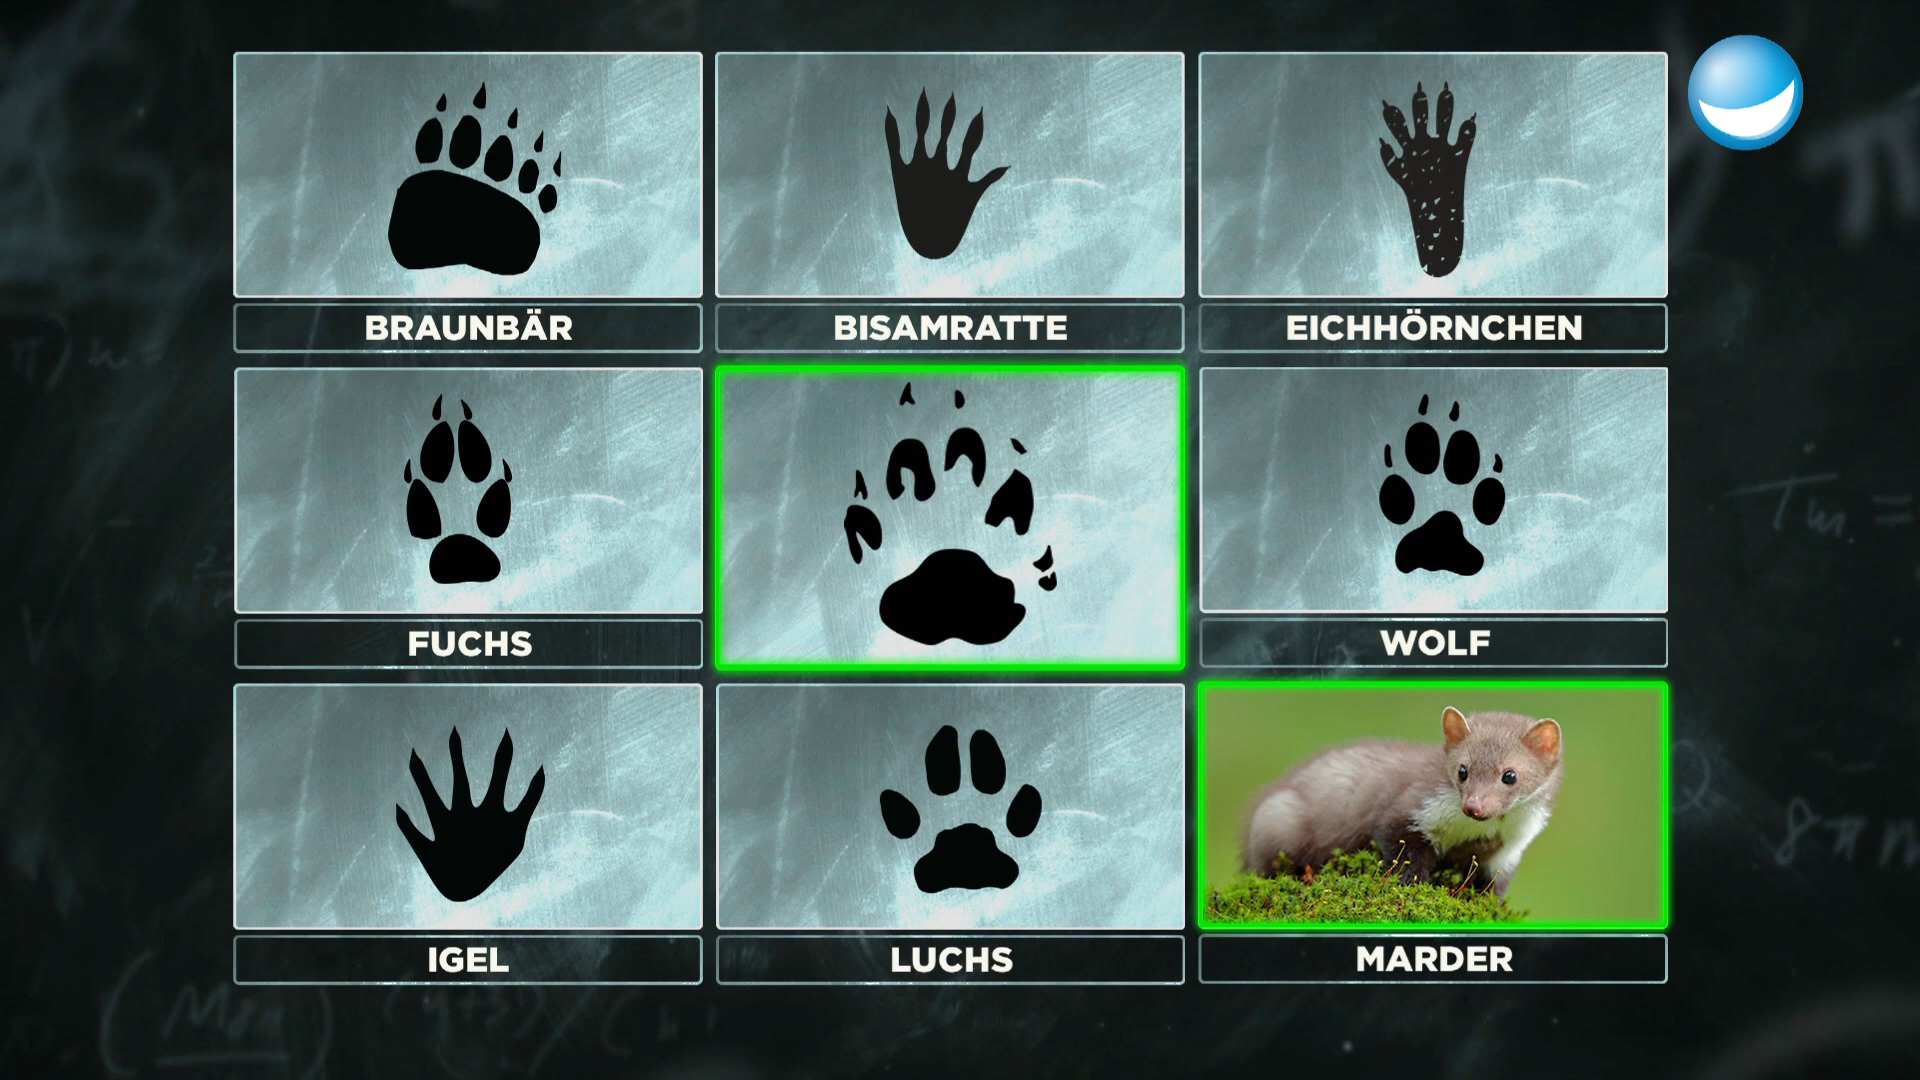 BRAUNBÄR
BISAMRATTE
EICHHÖRNCHEN
FUCHS
WOLF
IGEL
LUCHS
MARDER